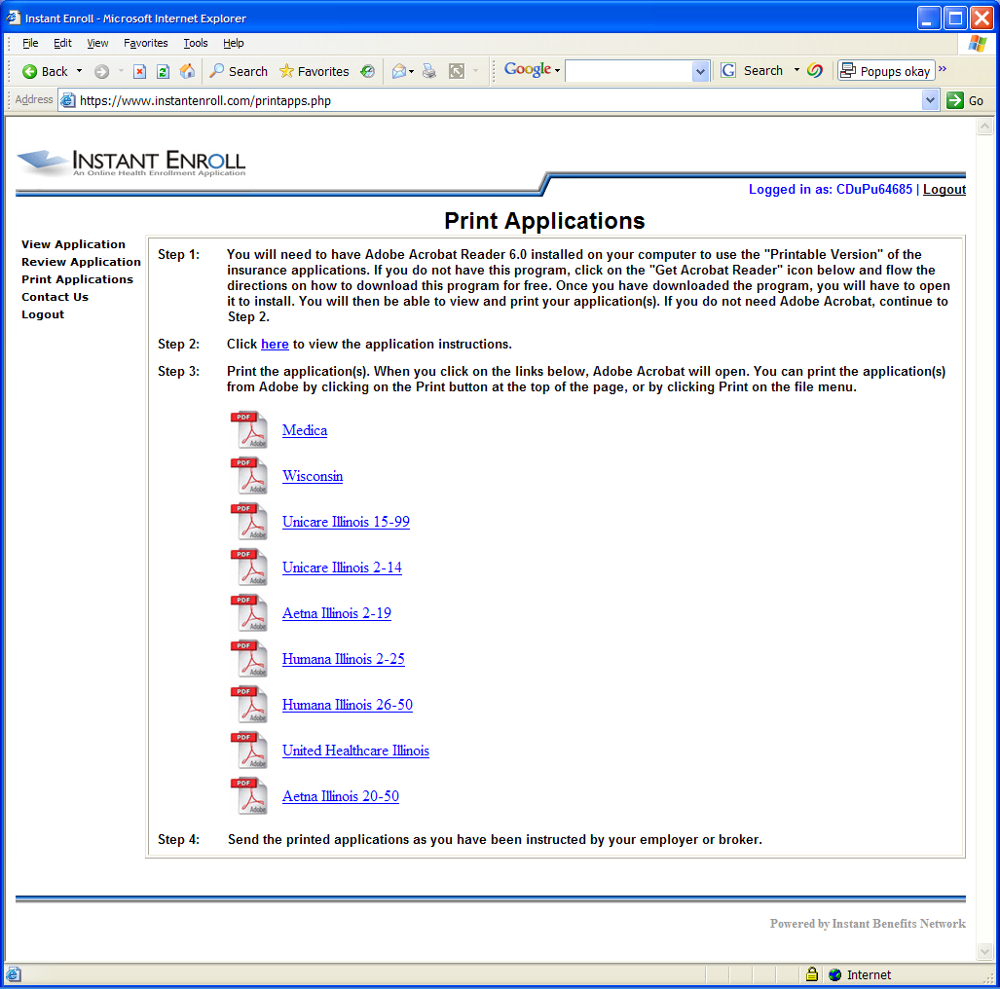 Instant Enroll - Microsoft Internet Explorer
File Edit View Favorites Tools Help
Back Search Favorites Google Search Popups okay »
Address https://www.instantenroll.com/printapps.php Go
INSTANT ENROLL
An Online Health Enrollment Application
Logged in as: CDuPu64685 | Logout
Print Applications
View Application
Review Application
Print Applications
Contact Us
Logout
Step 1: You will need to have Adobe Acrobat Reader 6.0 installed on your computer to use the "Printable Version" of the
insurance applications. If you do not have this program, click on the "Get Acrobat Reader" icon below and flow the
directions on how to download this program for free. Once you have downloaded the program, you will have to open
it to install. You will then be able to view and print your application(s). If you do not need Adobe Acrobat, continue to
Step 2.
Step 2: Click here to view the application instructions.
Step 3: Print the application(s). When you click on the links below, Adobe Acrobat will open. You can print the application(s)
from Adobe by clicking on the Print button at the top of the page, or by clicking Print on the file menu.
PDF Adobe Medica
PDF Adobe Wisconsin
PDF Adobe Unicare Illinois 15-99
PDF Adobe Unicare Illinois 2-14
PDF Adobe Aetna Illinois 2-19
PDF Adobe Humana Illinois 2-25
PDF Adobe Humana Illinois 26-50
PDF Adobe United Healthcare Illinois
PDF Adobe Aetna Illinois 20-50
Step 4: Send the printed applications as you have been instructed by your employer or broker.
Powered by Instant Benefits Network
Internet